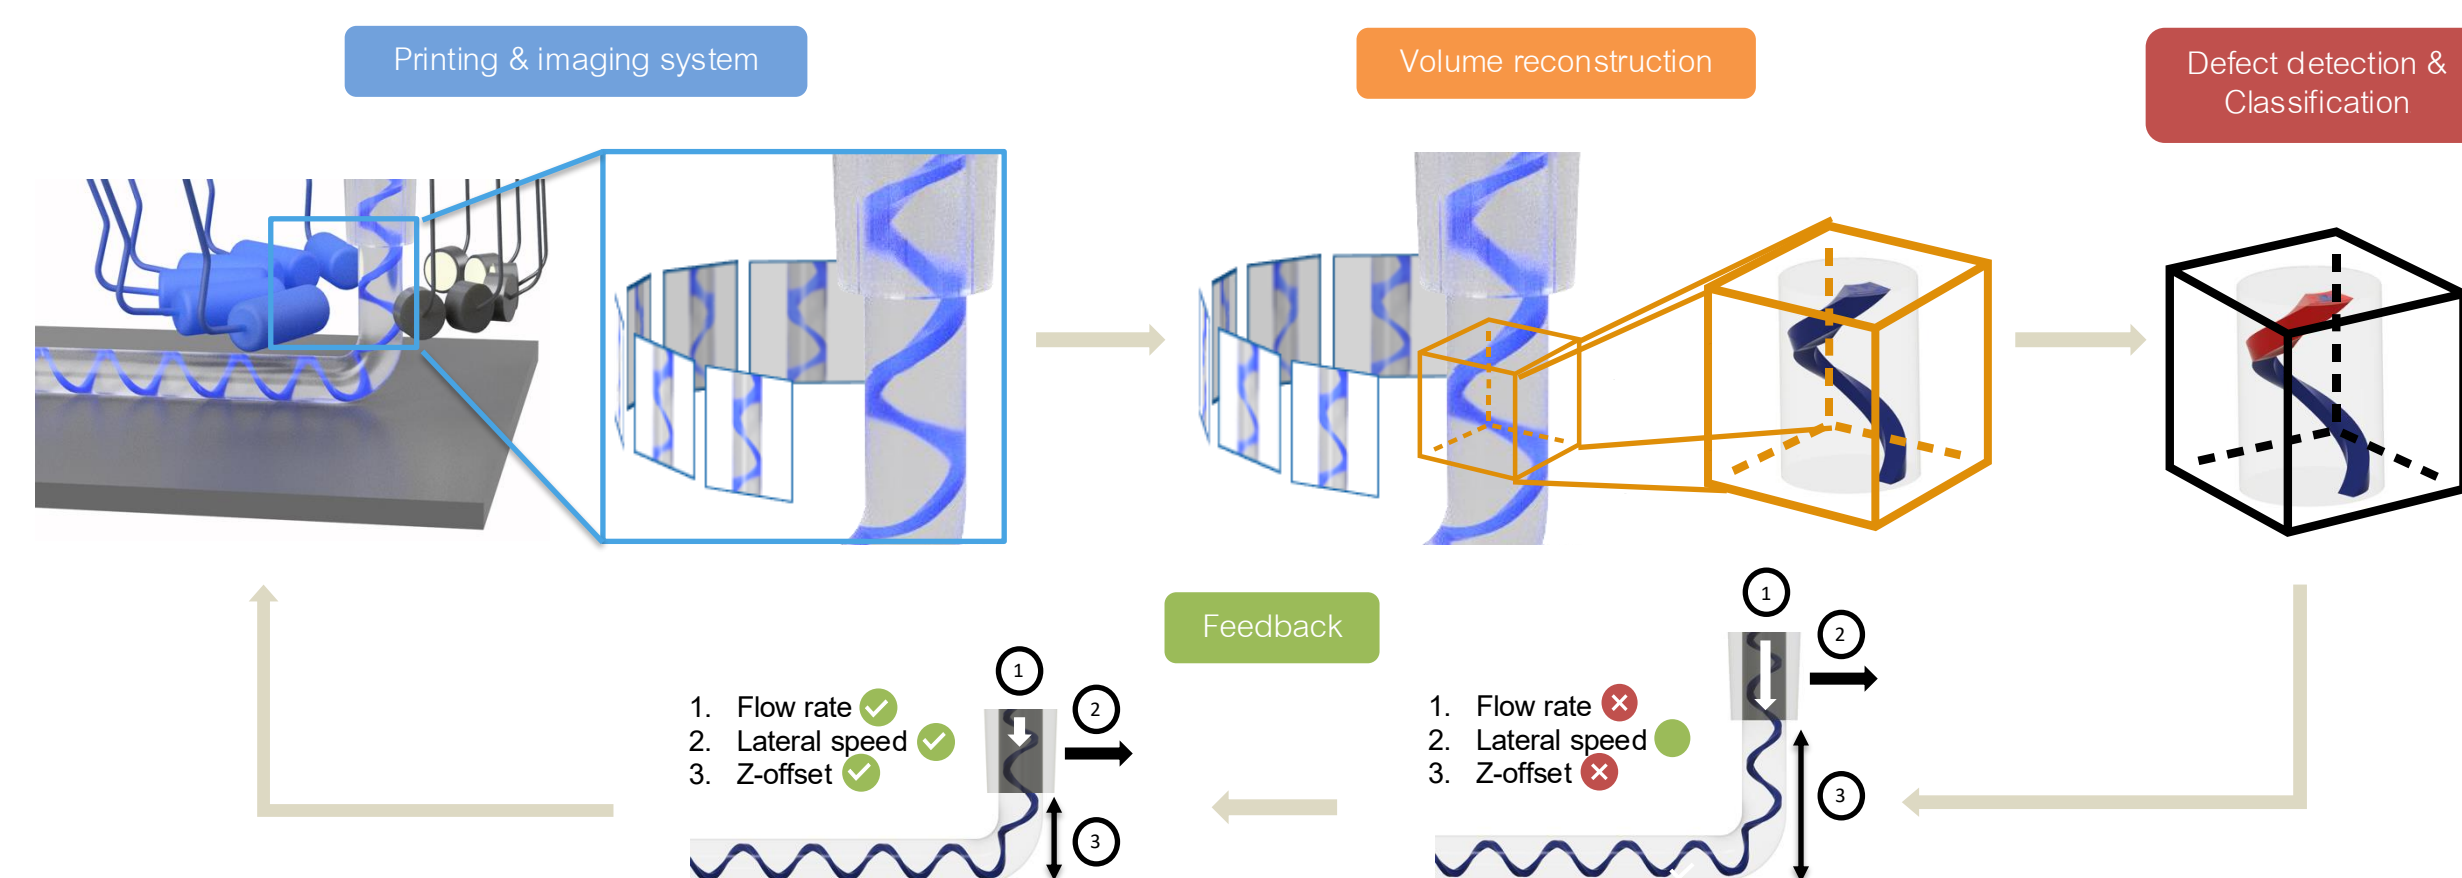 Printing & imaging system
Volume reconstruction
Defect detection &
Classification
Feedback
1
2
1. Flow rate
2. Lateral speed
3. Z-offset
3
1
2
1. Flow rate
2. Lateral speed
3. Z-offset
3